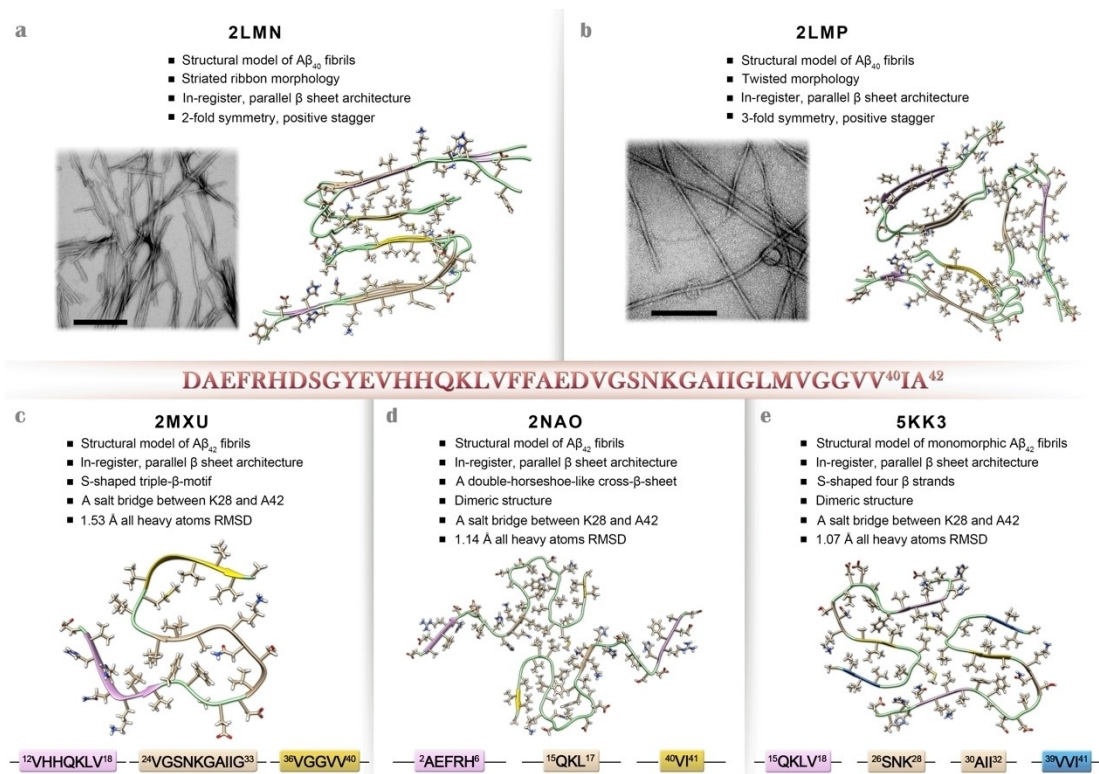 a
2LMN
■ Structural model of Aβ₄₀ fibrils
■ Striated ribbon morphology
■ In-register, parallel β sheet architecture
■ 2-fold symmetry, positive stagger
b
2LMP
■ Structural model of Aβ₄₀ fibrils
■ Twisted morphology
■ In-register, parallel β sheet architecture
■ 3-fold symmetry, positive stagger
DAEFRHDSGYEVHHQKLVFFAEDVGSNKGAIIGLMVGGVV⁴⁰IA⁴²
c
2MXU
■ Structural model of Aβ₄₂ fibrils
■ In-register, parallel β sheet architecture
■ S-shaped triple-β-motif
■ A salt bridge between K28 and A42
■ 1.53 Å all heavy atoms RMSD
¹²VHHQKLV¹⁸ ²⁴VGSNKGAIIG³³ ³⁶VGGVV⁴⁰
d
2NAO
■ Structural model of Aβ₄₂ fibrils
■ In-register, parallel β sheet architecture
■ A double-horseshoe-like cross-β-sheet
■ Dimeric structure
■ A salt bridge between K28 and A42
■ 1.14 Å all heavy atoms RMSD
²AEFRH⁶ ¹⁵QKL¹⁷ ⁴⁰VI⁴¹
e
5KK3
■ Structural model of monomorphic Aβ₄₂ fibrils
■ In-register, parallel β sheet architecture
■ S-shaped four β strands
■ Dimeric structure
■ A salt bridge between K28 and A42
■ 1.07 Å all heavy atoms RMSD
¹⁵QKLV¹⁸ ²⁶SNK²⁸ ³⁰AII³² ³⁹VVI⁴¹